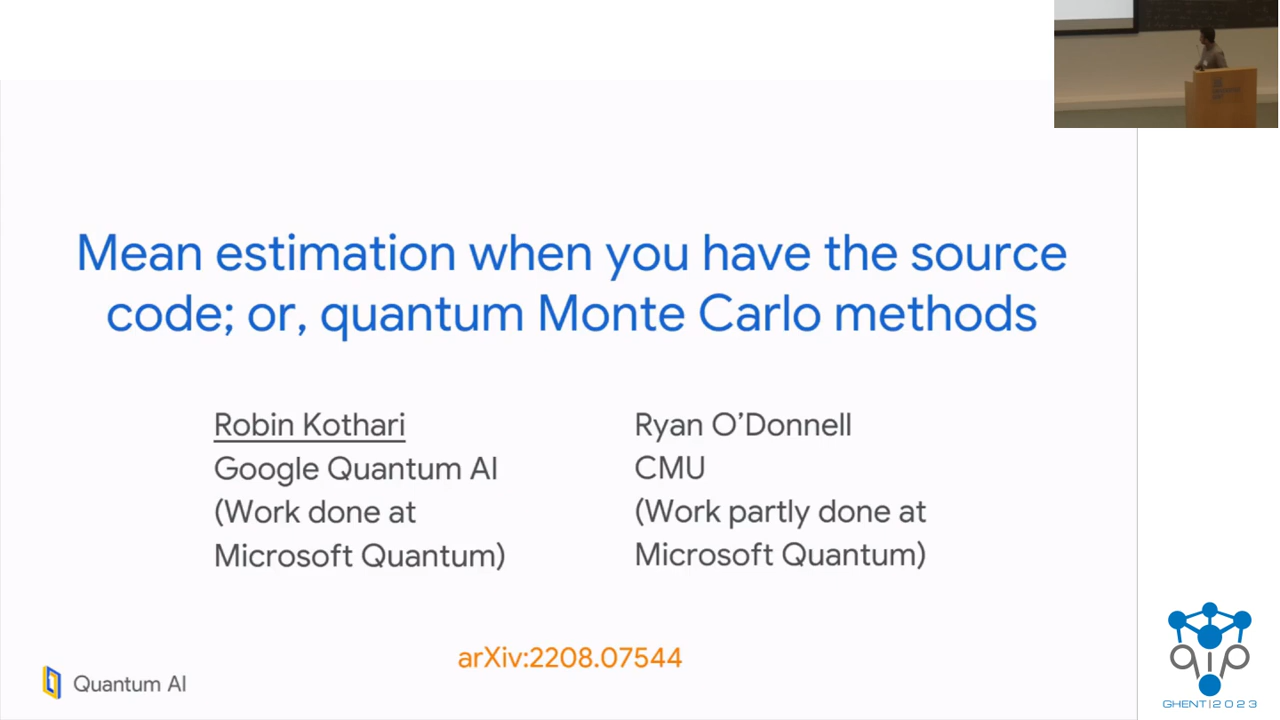 Mean estimation when you have the source
code; or, quantum Monte Carlo methods
Robin Kothari
Google Quantum AI
(Work done at
Microsoft Quantum)
Ryan O’Donnell
CMU
(Work partly done at
Microsoft Quantum)
arXiv:2208.07544
Quantum AI
qip
GHENT|2023